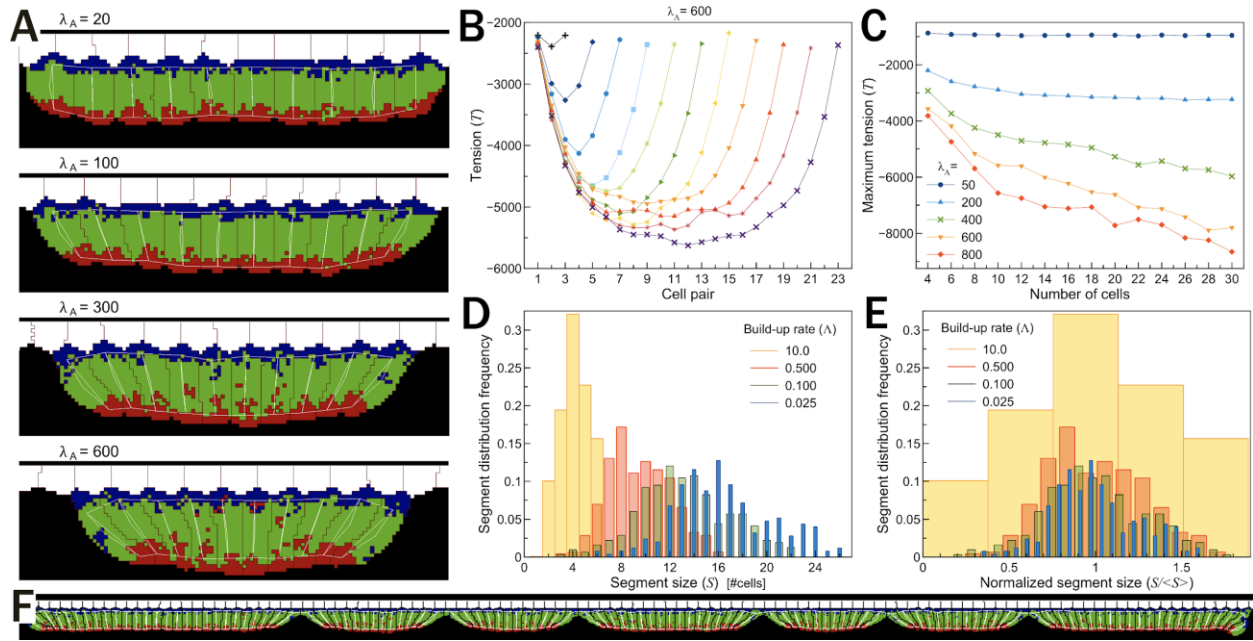 A
λA = 20
λA = 100
λA = 300
λA = 600
B
λA = 600
Tension (T)
−2000
−3000
−4000
−5000
−6000
1 3 5 7 9 11 13 15 17 19 21 23
Cell pair
C
Maximum tension (T)
−2000
−4000
−6000
−8000
λA=
50
200
400
600
800
4 6 8 10 12 14 16 18 20 22 24 26 28 30
Number of cells
D
Segment distribution frequency
0.3
0.25
0.2
0.15
0.1
0.05
0
Build-up rate (Λ)
10.0
0.500
0.100
0.025
0 4 8 12 16 20 24
Segment size (S) [#cells]
E
Segment distribution frequency
0.3
0.25
0.2
0.15
0.1
0.05
0
Build-up rate (Λ)
10.0
0.500
0.100
0.025
0 0.5 1 1.5
Normalized segment size (S/<S>)
F